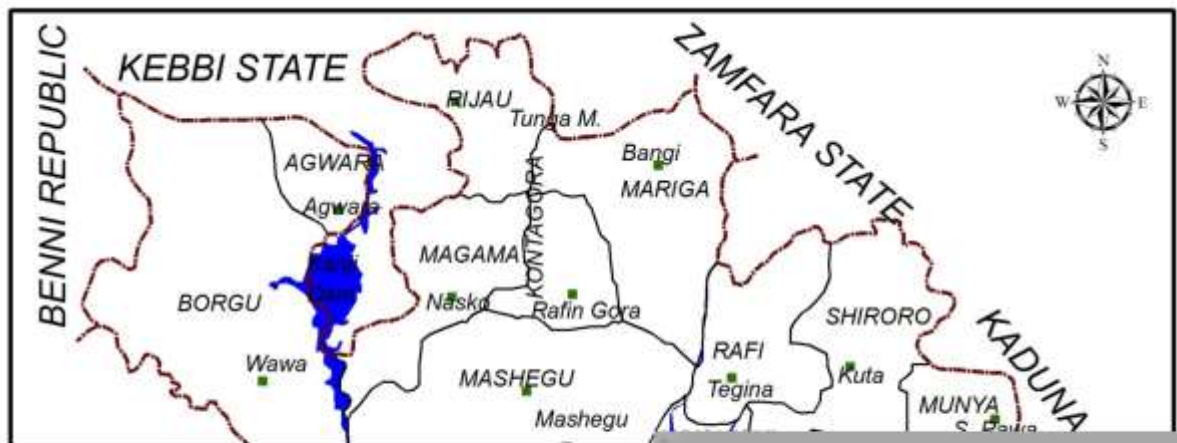 KEBBI STATE
BENNI REPUBLIC
ZAMFARA STATE
KADUNA
N
W
E
S
RIJAU
Tunga M.
AGWARA
Agwara
Bangi
MARIGA
KONTAGORA
MAGAMA
Nasko
Rafin Gora
BORGU
Wawa
SHIRORO
RAFI
Tegina
Kuta
MASHEGU
Mashegu
MUNYA